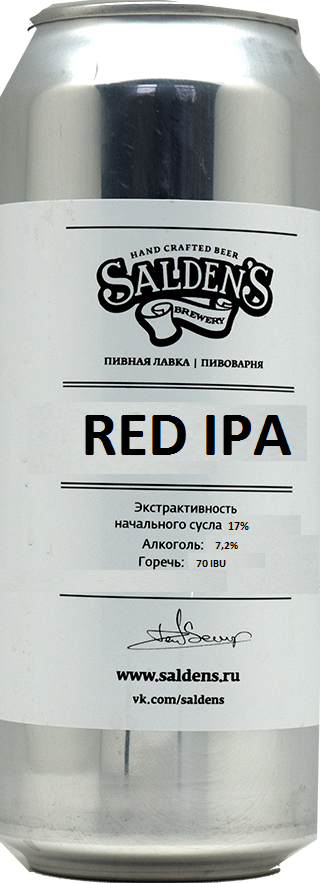 HAND CRAFTED BEER
SALDEN'S
BREWERY
ПИВНАЯ ЛАВКА | ПИВОВАРНЯ
RED IPA
Экстрактивность
начального сусла 17%
Алкоголь: 7,2%
Горечь: 70 IBU
www.saldens.ru
vk.com/saldens